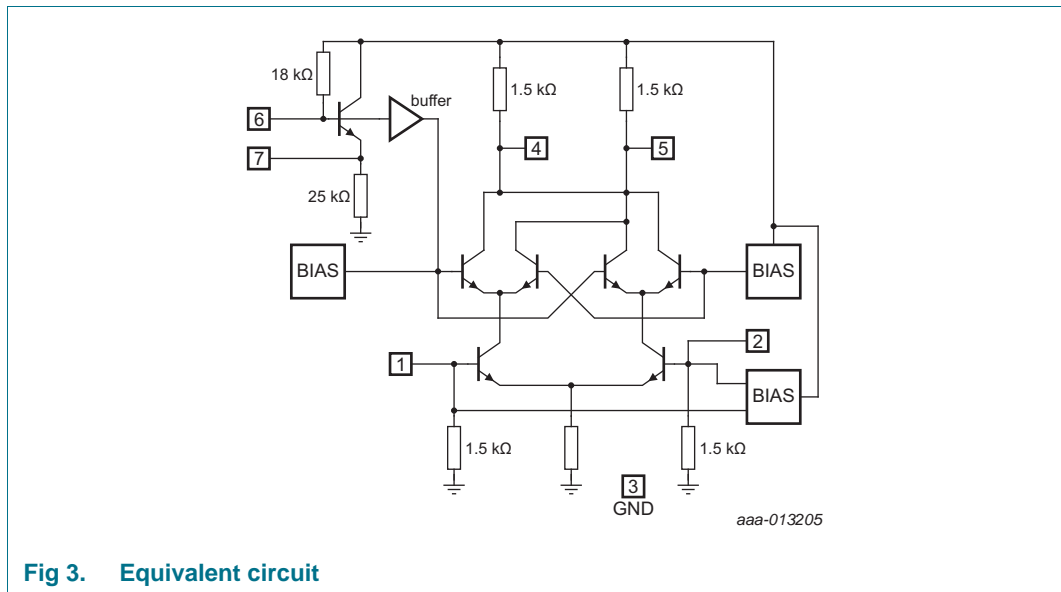 18 kΩ
1.5 kΩ
1.5 kΩ
buffer
6
4
5
7
25 kΩ
BIAS
BIAS
2
1
BIAS
1.5 kΩ
1.5 kΩ
3
GND
aaa-013205
Fig 3. Equivalent circuit